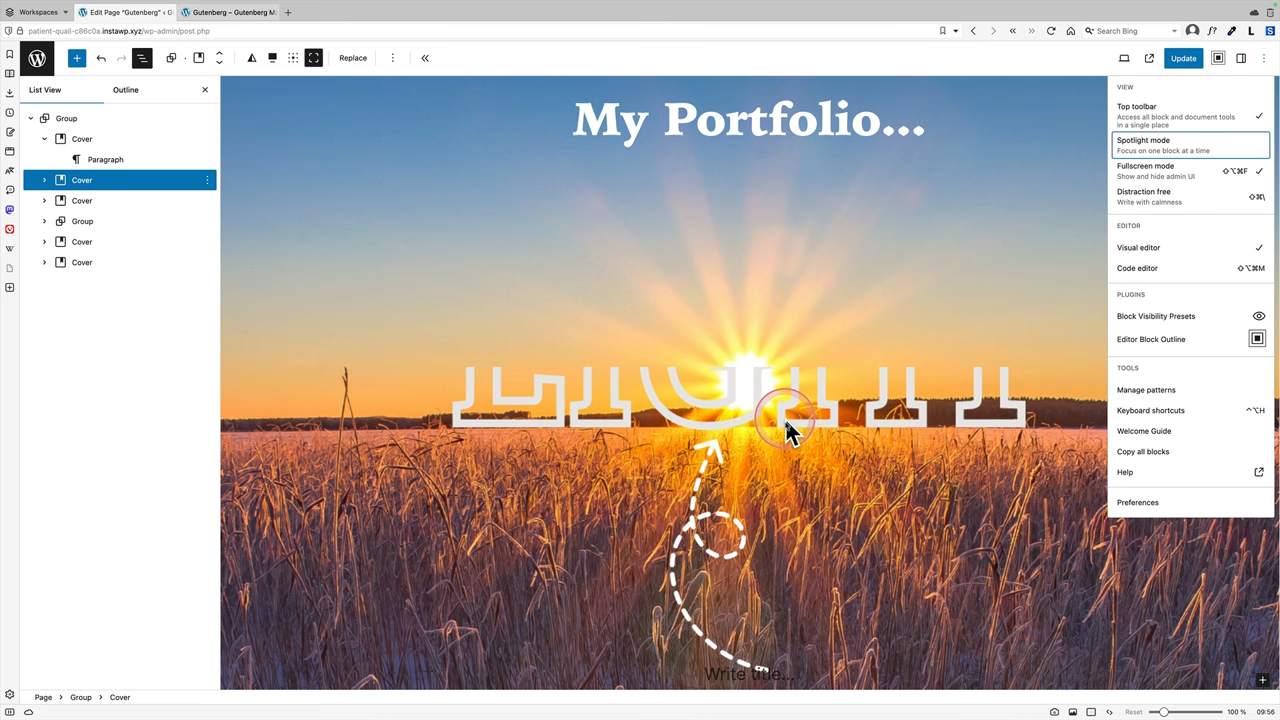 Workspaces
Edit Page "Gutenberg" ‹ G
Gutenberg – Gutenberg M
patient-quail-c86c0a.instawp.xyz/wp-admin/post.php
Search Bing
Replace
Update
List View
Outline
Group
Cover
Paragraph
Cover
Cover
Group
Cover
Cover
My Portfolio...
Write title...
VIEW
Top toolbar
Access all block and document tools
in a single place
Spotlight mode
Focus on one block at a time
Fullscreen mode
Show and hide admin UI
⇧⌥⌘F
Distraction free
Write with calmness
⇧⌘\
EDITOR
Visual editor
Code editor
⇧⌥⌘M
PLUGINS
Block Visibility Presets
Editor Block Outline
TOOLS
Manage patterns
Keyboard shortcuts
⌃⌥H
Welcome Guide
Copy all blocks
Help
Preferences
Page
Group
Cover
Reset
100 %
09:56